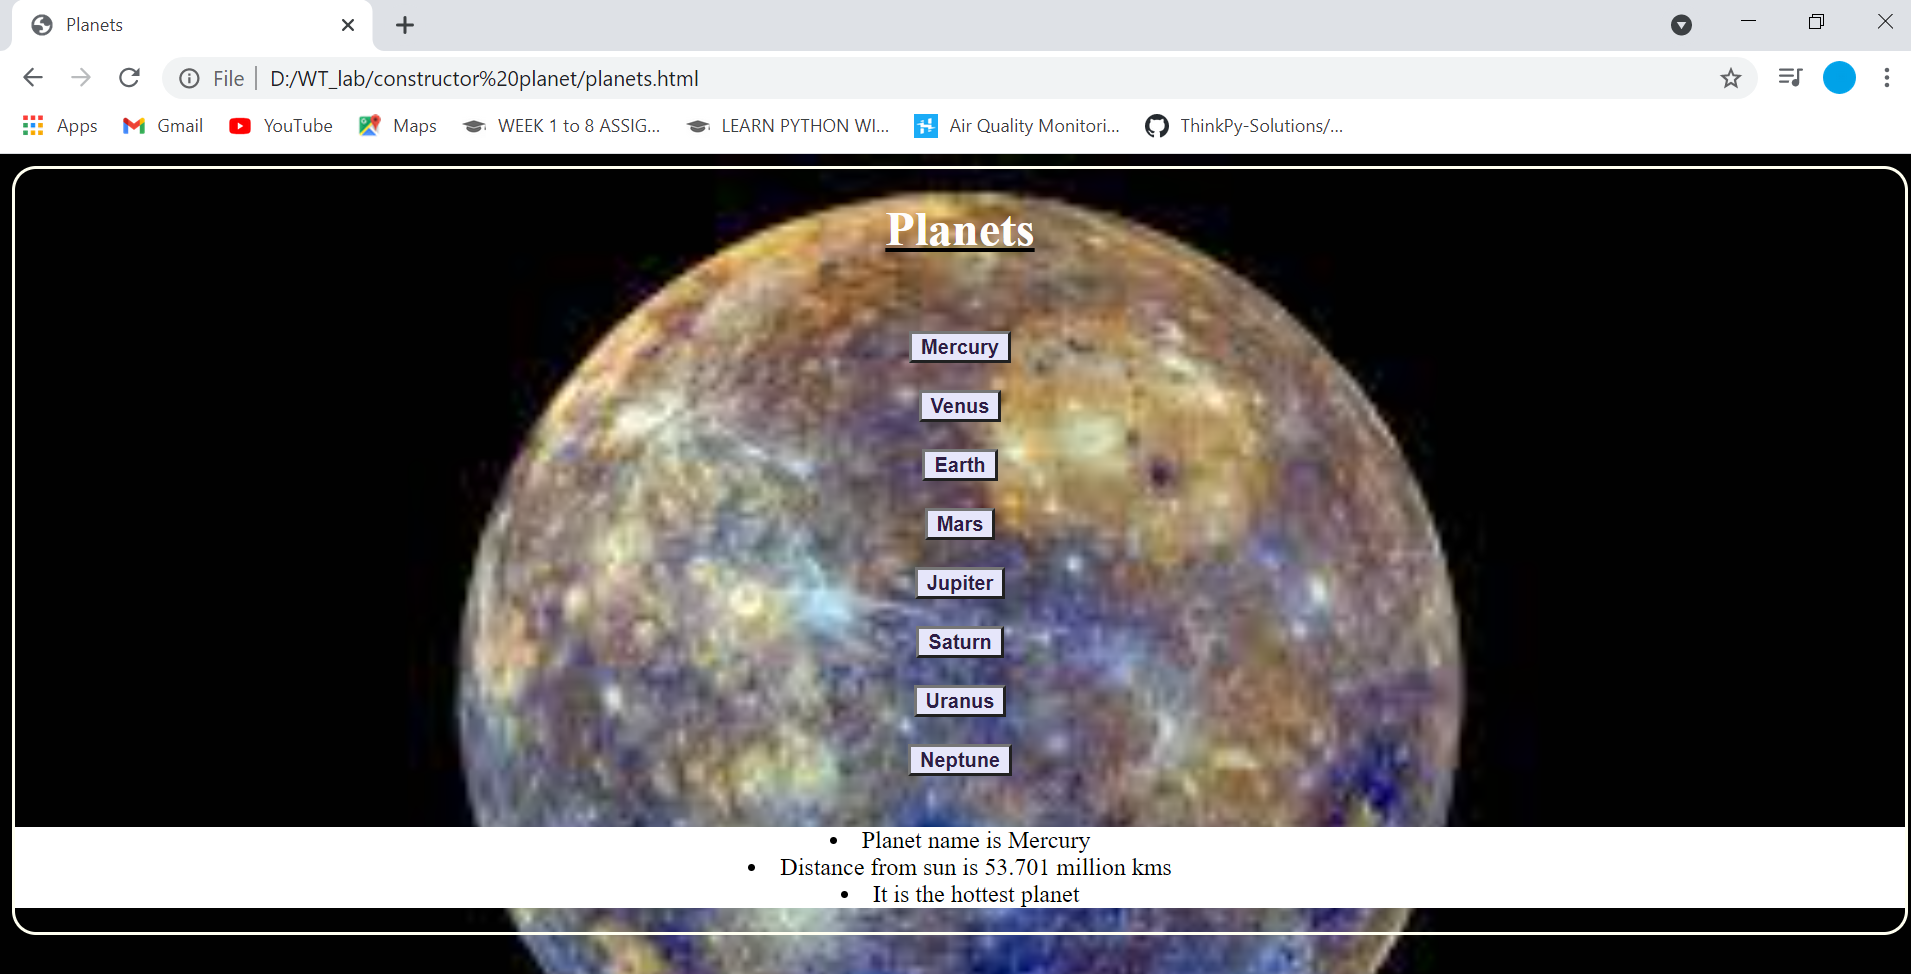 Planets
File D:/WT_lab/constructor%20planet/planets.html
Apps Gmail YouTube Maps WEEK 1 to 8 ASSIG... LEARN PYTHON WI... Air Quality Monitori... ThinkPy-Solutions/...
Planets
Mercury
Venus
Earth
Mars
Jupiter
Saturn
Uranus
Neptune
• Planet name is Mercury
• Distance from sun is 53.701 million kms
• It is the hottest planet